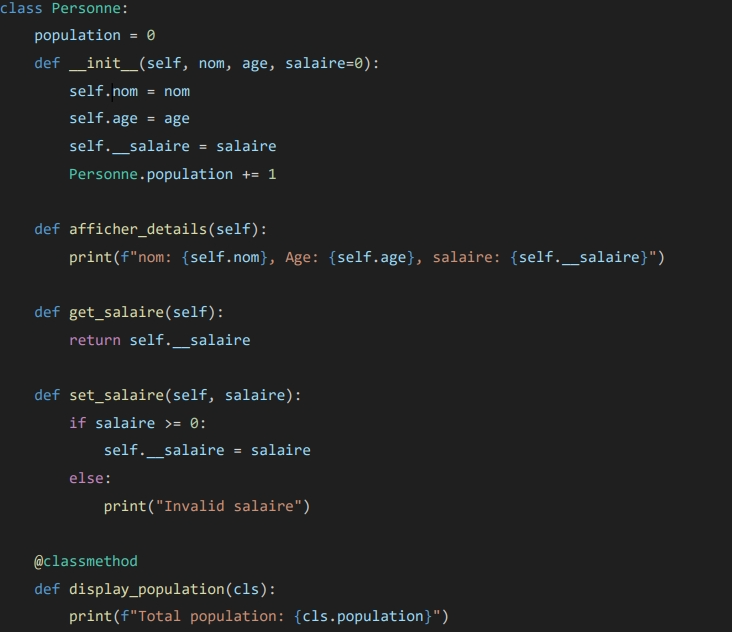 class Personne:
    population = 0
    def __init__(self, nom, age, salaire=0):
        self.nom = nom
        self.age = age
        self.__salaire = salaire
        Personne.population += 1

    def afficher_details(self):
        print(f"nom: {self.nom}, Age: {self.age}, salaire: {self.__salaire}")

    def get_salaire(self):
        return self.__salaire

    def set_salaire(self, salaire):
        if salaire >= 0:
            self.__salaire = salaire
        else:
            print("Invalid salaire")

    @classmethod
    def display_population(cls):
        print(f"Total population: {cls.population}")